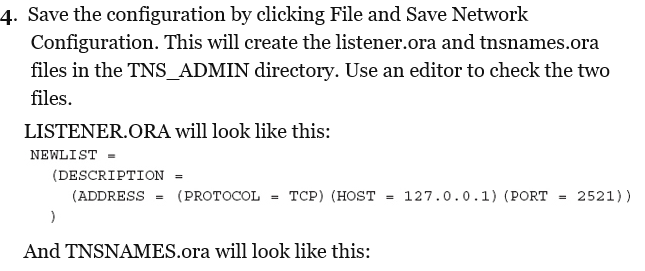 4. Save the configuration by clicking File and Save Network
Configuration. This will create the listener.ora and tnsnames.ora
files in the TNS_ADMIN directory. Use an editor to check the two
files.
LISTENER.ORA will look like this:
NEWLIST =
(DESCRIPTION =
(ADDRESS = (PROTOCOL = TCP)(HOST = 127.0.0.1)(PORT = 2521))
)
And TNSNAMES.ora will look like this: